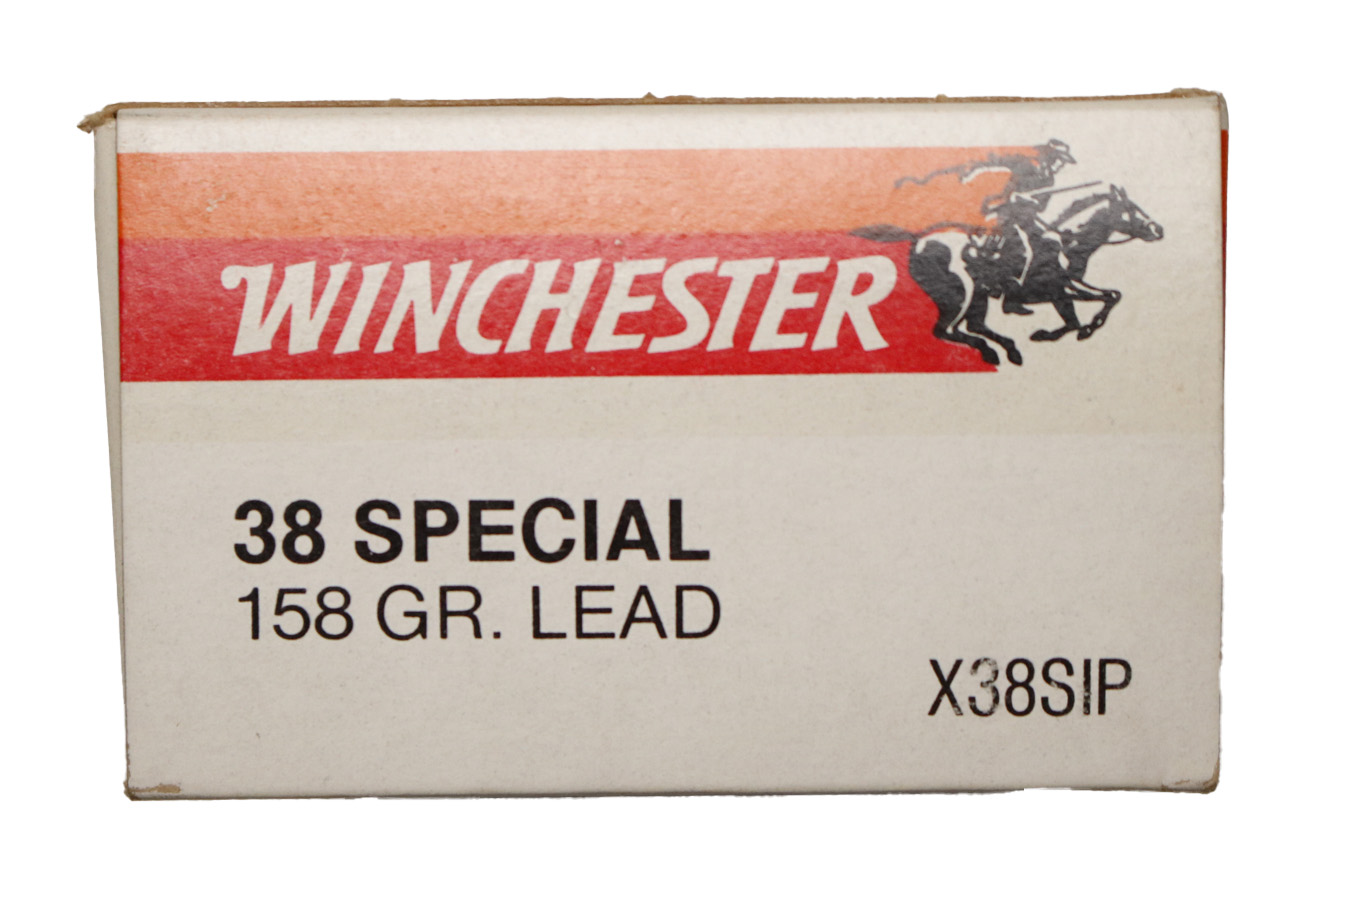 WINCHESTER
38 SPECIAL
158 GR. LEAD
X38SIP